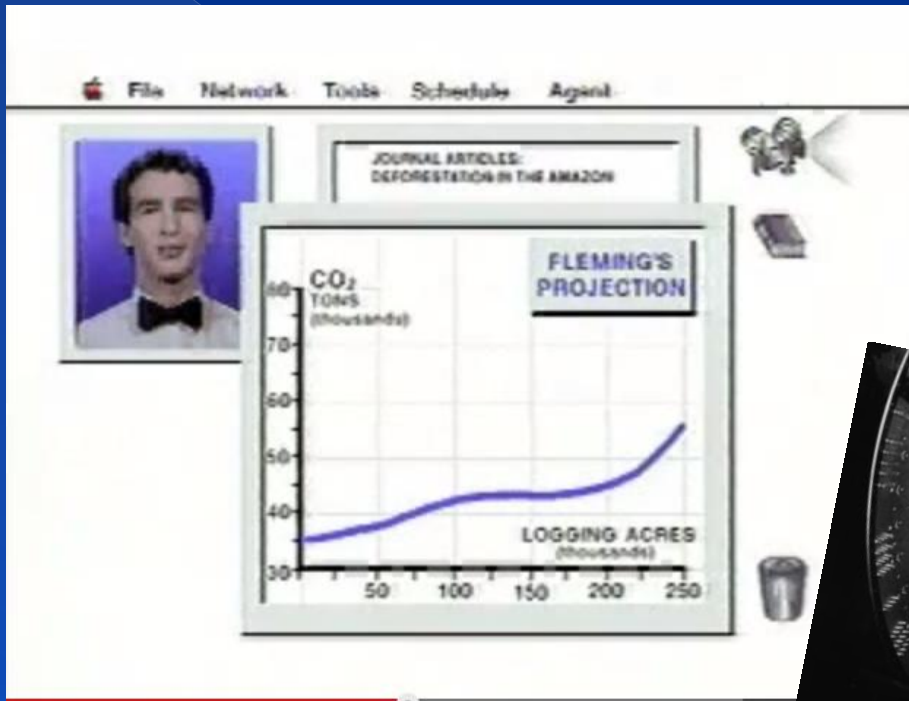 File Network Tools Schedule Agent
JOURNAL ARTICLES:
DEFORESTATION IN THE AMAZON
FLEMING'S
PROJECTION
CO₂
TONS
(thousands)
80
70
60
50
40
30
LOGGING ACRES
(thousands)
50 100 150 200 250